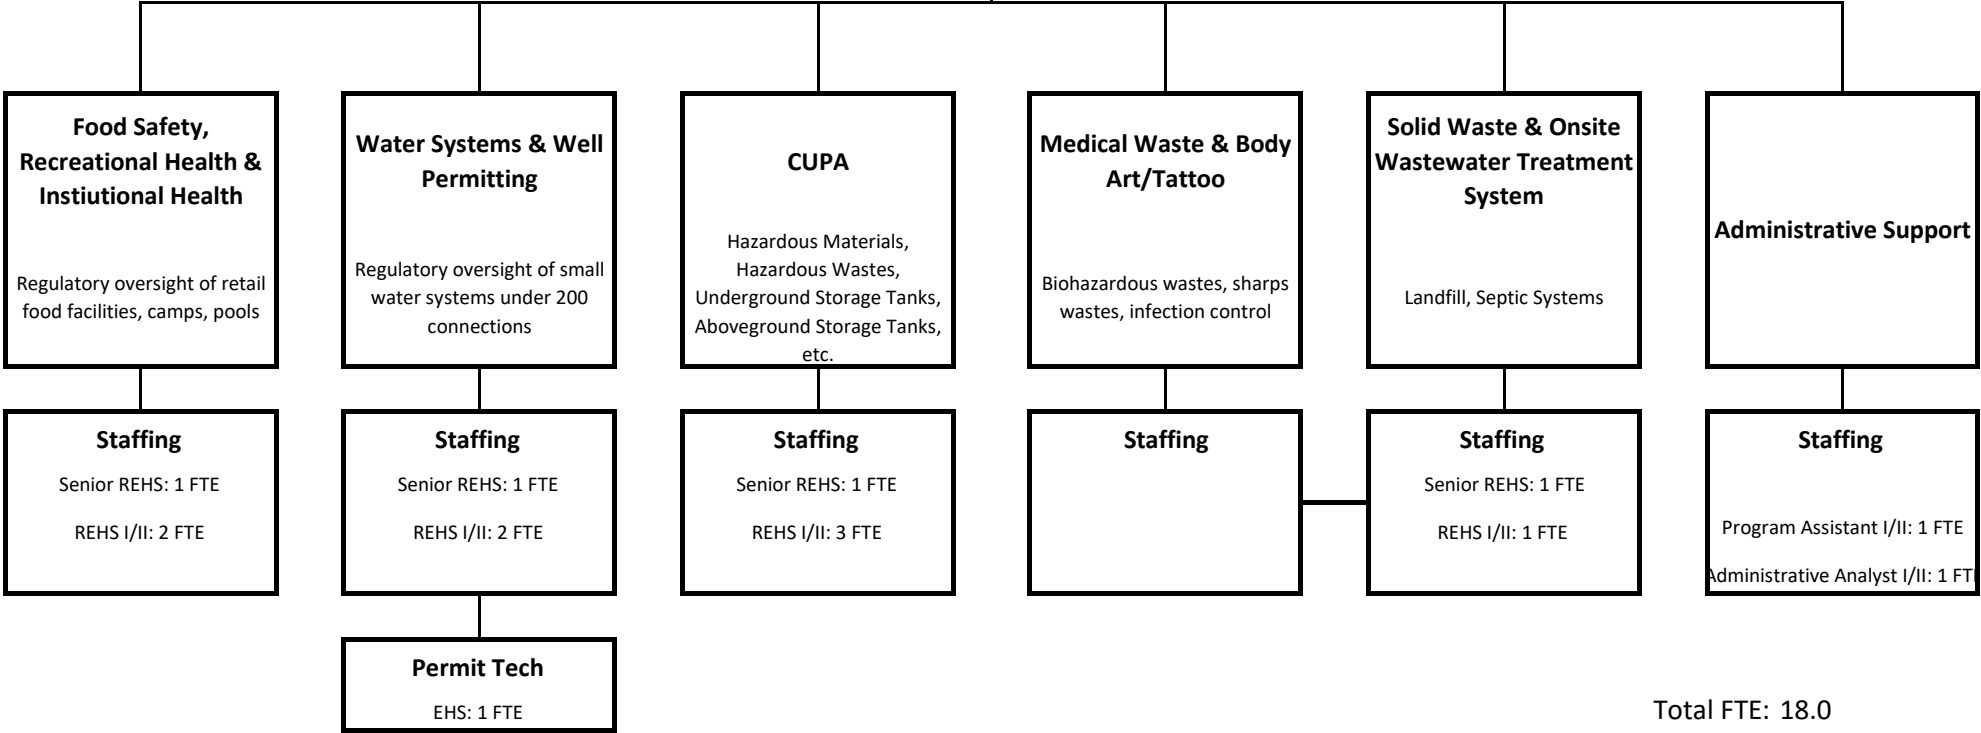 Food Safety,
Recreational Health &
Instiutional Health
Regulatory oversight of retail
food facilities, camps, pools
Water Systems & Well
Permitting
Regulatory oversight of small
water systems under 200
connections
CUPA
Hazardous Materials,
Hazardous Wastes,
Underground Storage Tanks,
Aboveground Storage Tanks,
etc.
Medical Waste & Body
Art/Tattoo
Biohazardous wastes, sharps
wastes, infection control
Solid Waste & Onsite
Wastewater Treatment
System
Landfill, Septic Systems
Administrative Support
Staffing
Senior REHS: 1 FTE
REHS I/II: 2 FTE
Staffing
Senior REHS: 1 FTE
REHS I/II: 2 FTE
Staffing
Senior REHS: 1 FTE
REHS I/II: 3 FTE
Staffing
Staffing
Senior REHS: 1 FTE
REHS I/II: 1 FTE
Staffing
Program Assistant I/II: 1 FTE
Administrative Analyst I/II: 1 FTE
Permit Tech
EHS: 1 FTE
Total FTE: 18.0